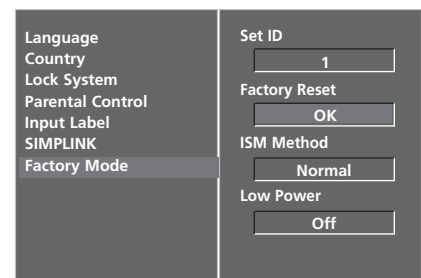 Language
Country
Lock System
Parental Control
Input Label
SIMPLINK
Factory Mode
Set ID
1
Factory Reset
OK
ISM Method
Normal
Low Power
Off